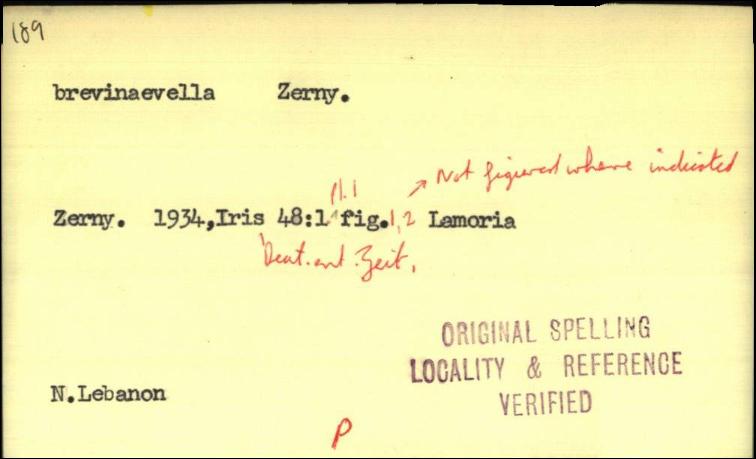 189
brevinaevella Zerny.
Not figured where indicated
pl. 1
Zerny. 1934,Iris 48:1 fig.1,2 Lamoria
Deut. ent. Zeit.
ORIGINAL SPELLING
LOCALITY & REFERENCE
VERIFIED
N.Lebanon
P